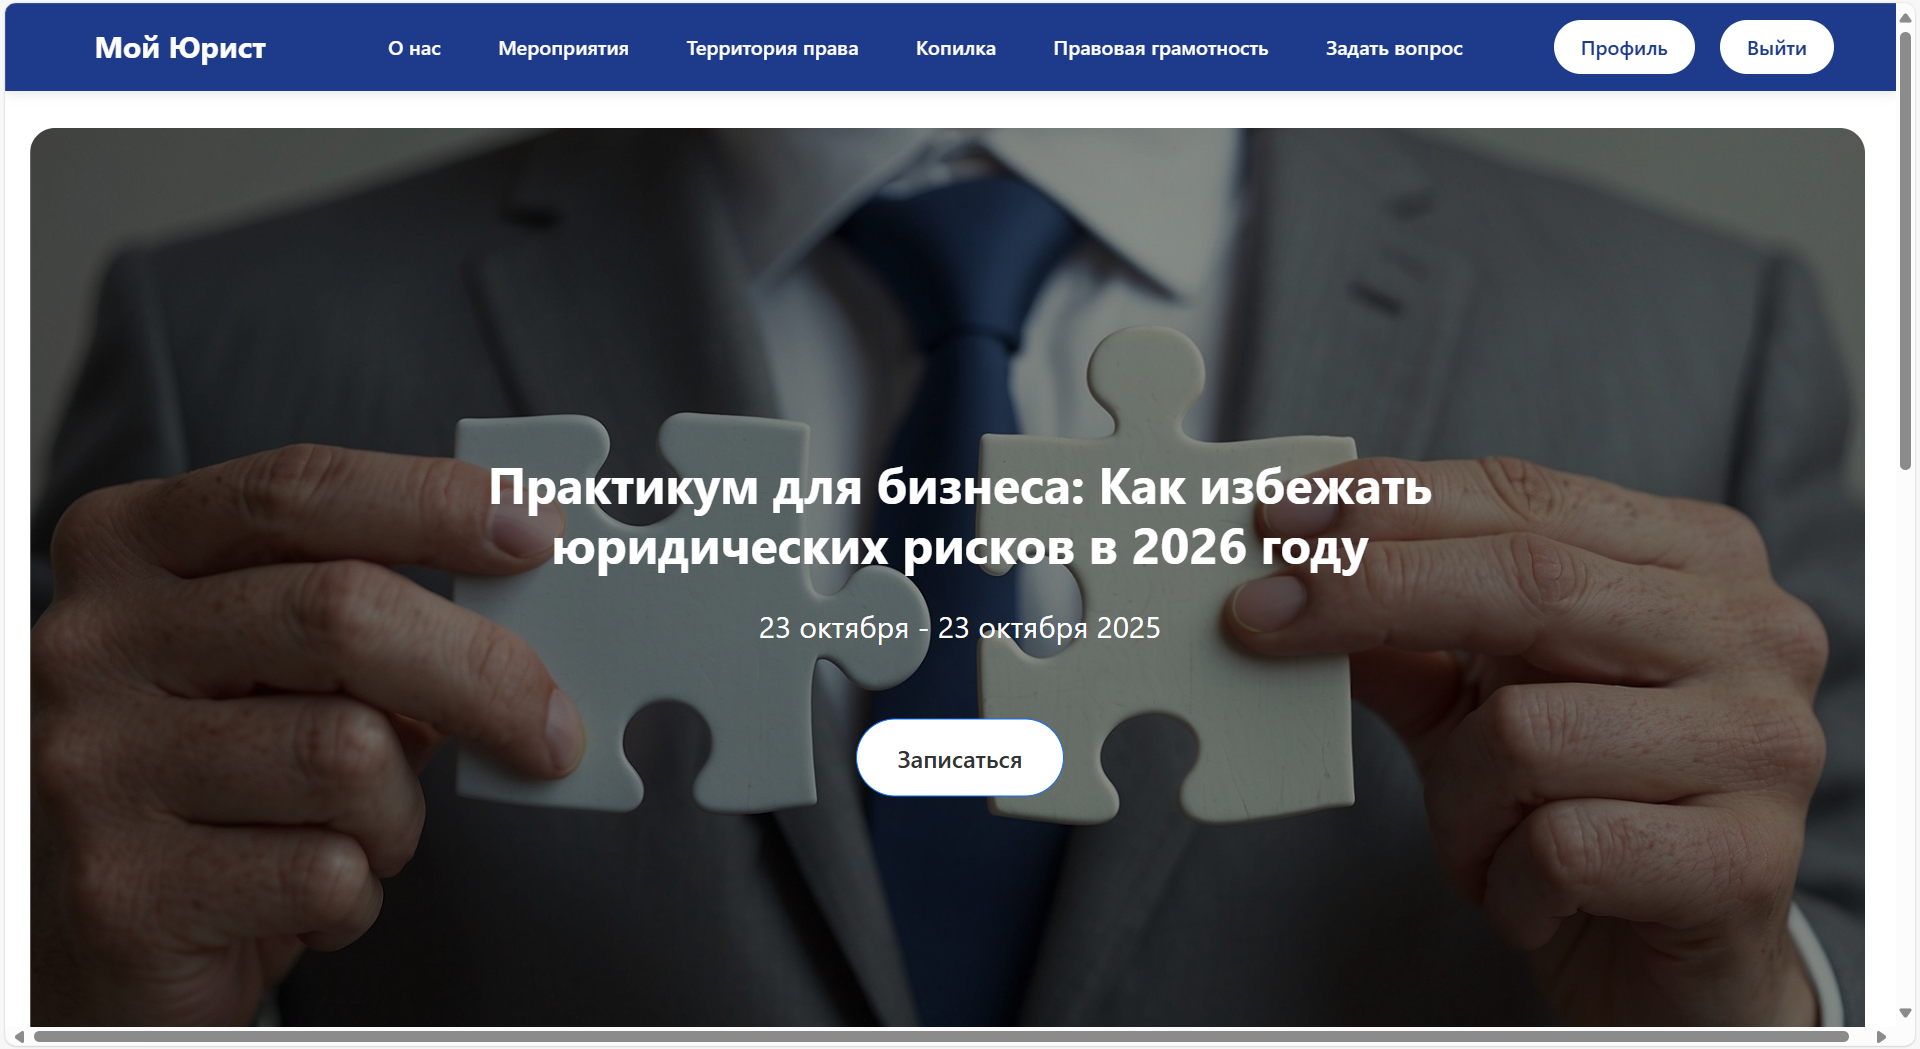 Мой Юрист
О нас
Мероприятия
Территория права
Копилка
Правовая грамотность
Задать вопрос
Профиль
Выйти
Практикум для бизнеса: Как избежать
юридических рисков в 2026 году
23 октября - 23 октября 2025
Записаться